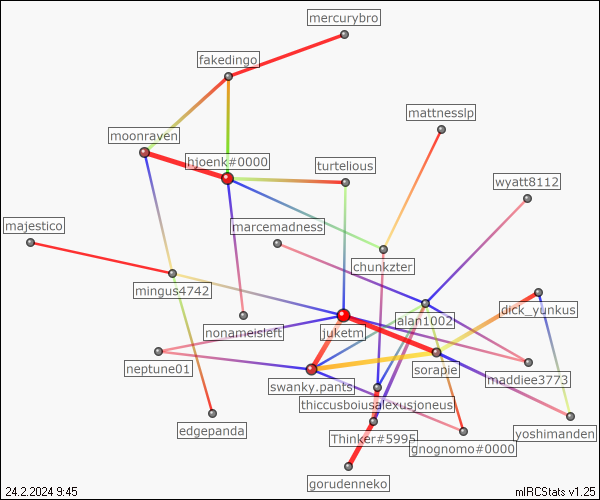 mercurybro
fakedingo
mattnesslp
moonraven
hjoenk#0000
turtelious
wyatt8112
majestico
marcemadness
chunkzter
mingus4742
dick_yunkus
nonameisleft
juketm
alan1002
neptune01
sorapie
maddiee3773
swanky.pants
thiccusboiusalexusjoneus
edgepanda
Thinker#5995
gnognomo#0000
yoshimanden
gorudenneko
24.2.2024 9:45
mIRCStats v1.25